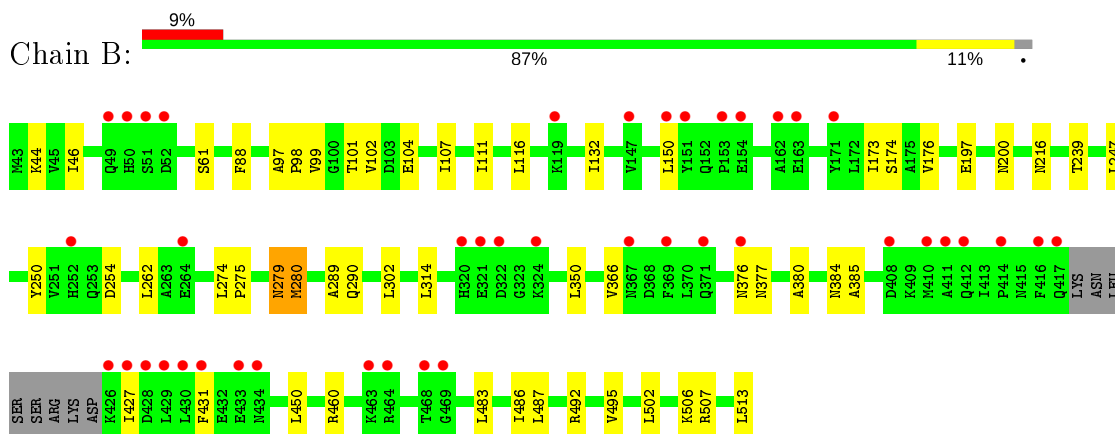 9%
Chain B:
87% 11% •
M43 K44 V45 I46 Q49 H50 S51 D52 S61 F88 A97 P98 V99 G100 T101 V102 D103 E104 I107 I111 L116 K119 I132 V147 L150 Y151 Q152 P153 E154 A162 E163 Y171 L172 I173 S174 A175 V176 E197 N200 N216 T239 L247
Y250 V251 H252 Q253 D254 L262 A263 E264 L274 P275 N279 M280 A289 Q290 L302 L314 H320 E321 D322 G323 K324 L350 V366 N367 D368 F369 L370 Q371 N376 N377 A380 N384 A385 D408 K409 M410 A411 Q412 I413 P414 N415 F416 Q417 LYS ASN LEU
SER SER ARG LYS ASP K426 I427 D428 L429 L430 F431 E432 E433 N434 L450 R460 K463 R464 T468 G469 L483 I486 L487 R492 V495 L502 K506 R507 L513